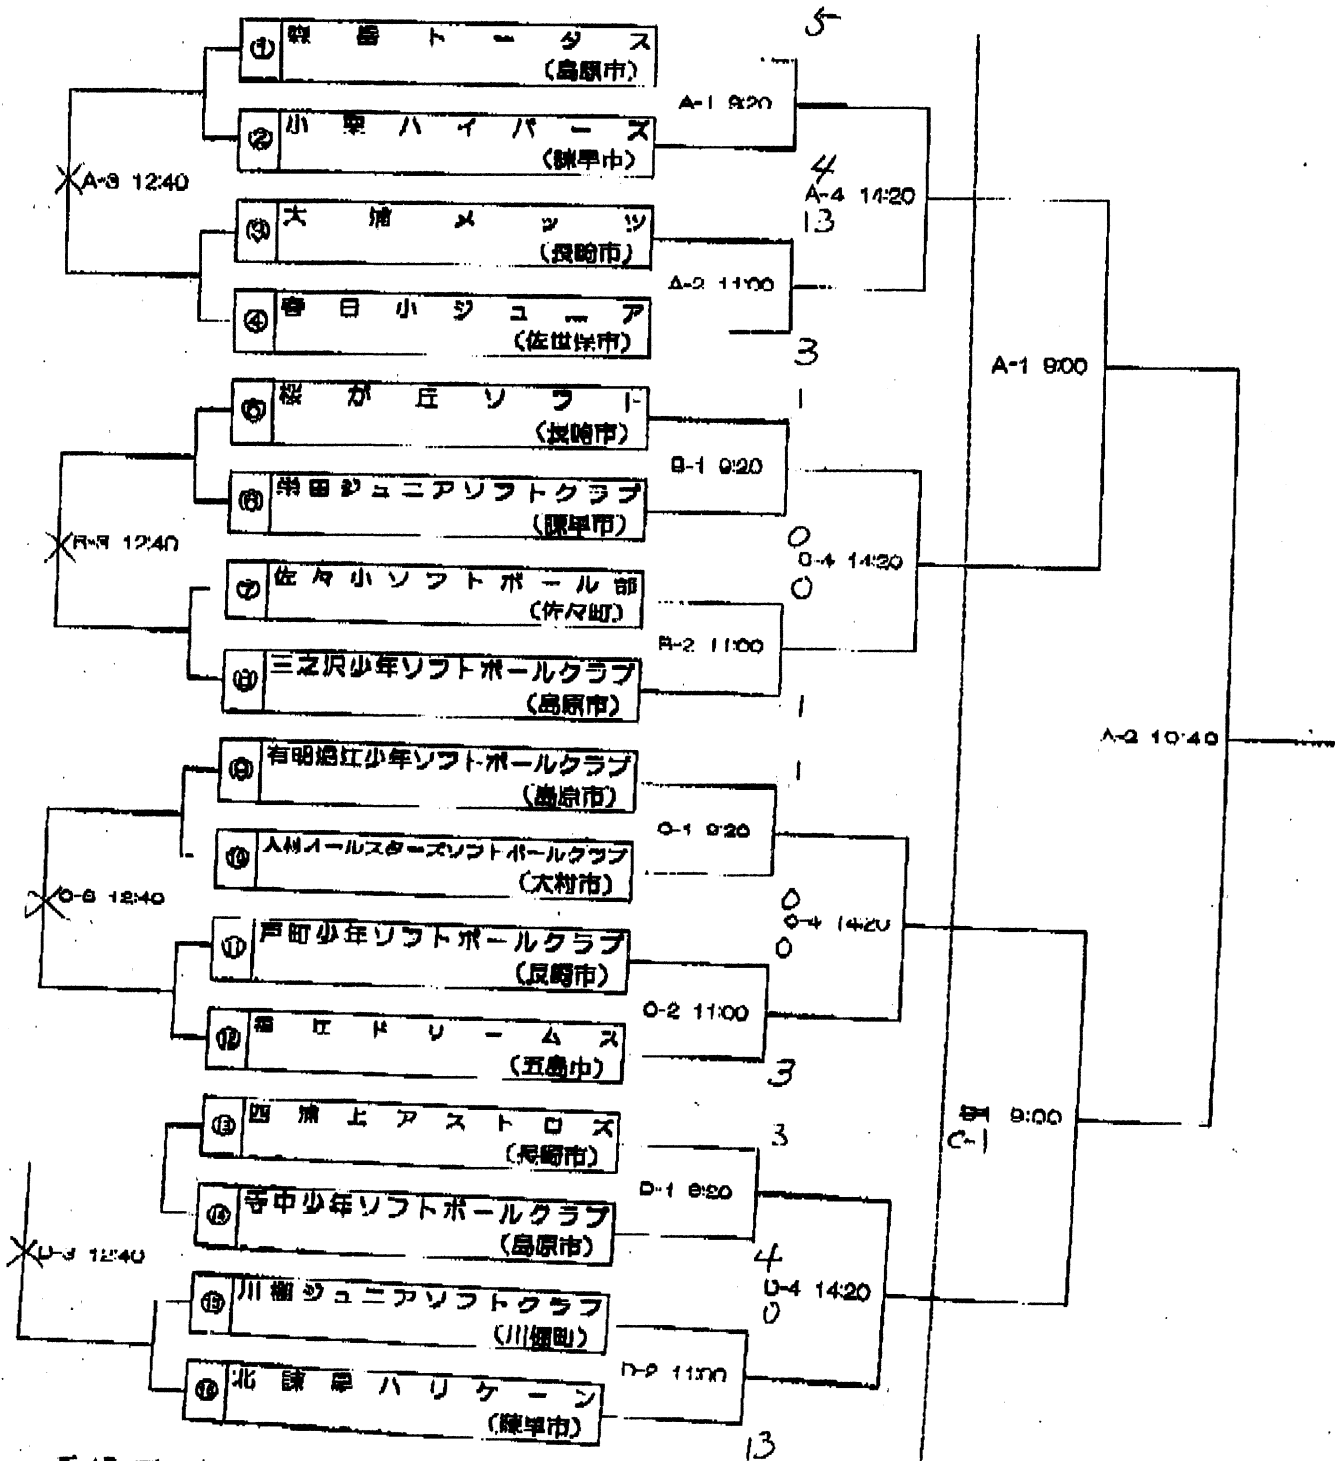 5
① 森岳トータス
(島原市)
A-1 9:20
② 小栗ハイパーズ
(諫早市)
A-3 12:40
4
A-4 14:20
13
③ 大浦メッツ
(長崎市)
A-2 11:00
④ 春日小ジュニア
(佐世保市)
3
A-1 9:00
1
⑤ 桜が丘ソフト
(長崎市)
B-1 9:20
⑥ 栄田ジュニアソフトクラブ
(諫早市)
B-3 12:40
0
14:20
0
⑦ 佐々小ソフトボール部
(佐々町)
B-2 11:00
⑧ 三之沢少年ソフトボールクラブ
(島原市)
1
A-2 10:40
1
⑨ 有明湯江少年ソフトボールクラブ
(島原市)
C-1 9:20
⑩ 大村オールスターズソフトボールクラブ
(大村市)
12:40
0
C-4 14:20
0
⑪ 戸町少年ソフトボールクラブ
(長崎市)
C-2 11:00
⑫ 福江ドリームス
(五島市)
3
9:00
C-1
3
⑬ 西浦上アストロズ
(長崎市)
D-1 9:20
⑭ 寺中少年ソフトボールクラブ
(島原市)
D-3 12:40
4
D-4 14:20
0
⑮ 川棚ジュニアソフトクラブ
(川棚町)
D-2 11:00
⑯ 北諫早ハリケーン
(諫早市)
13